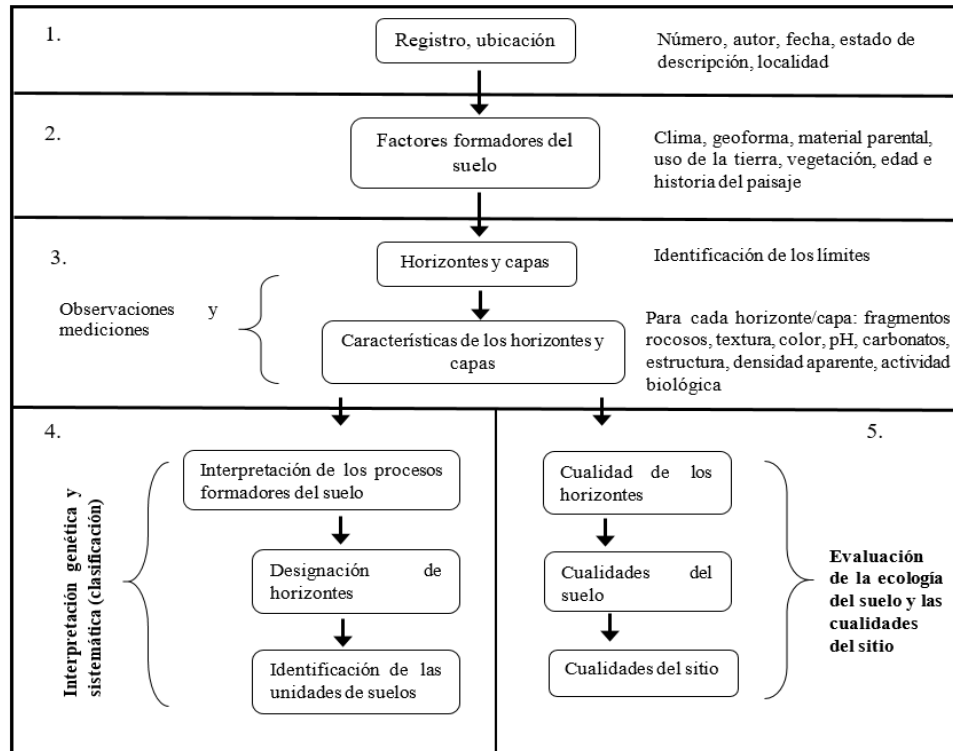 1.
Registro, ubicación
Número, autor, fecha, estado de
descripción, localidad
2.
Factores formadores del
suelo
Clima, geoforma, material parental,
uso de la tierra, vegetación, edad e
historia del paisaje
3.
Horizontes y capas
Identificación de los límites
Observaciones y
mediciones
Características de los horizontes y
capas
Para cada horizonte/capa: fragmentos
rocosos, textura, color, pH, carbonatos,
estructura, densidad aparente, actividad
biológica
4.
Interpretación genética y
sistemática (clasificación)
Interpretación de los procesos
formadores del suelo
Designación de
horizontes
Identificación de las
unidades de suelos
5.
Cualidad de los
horizontes
Cualidades del
suelo
Cualidades del sitio
Evaluación
de la ecología
del suelo y las
cualidades
del sitio